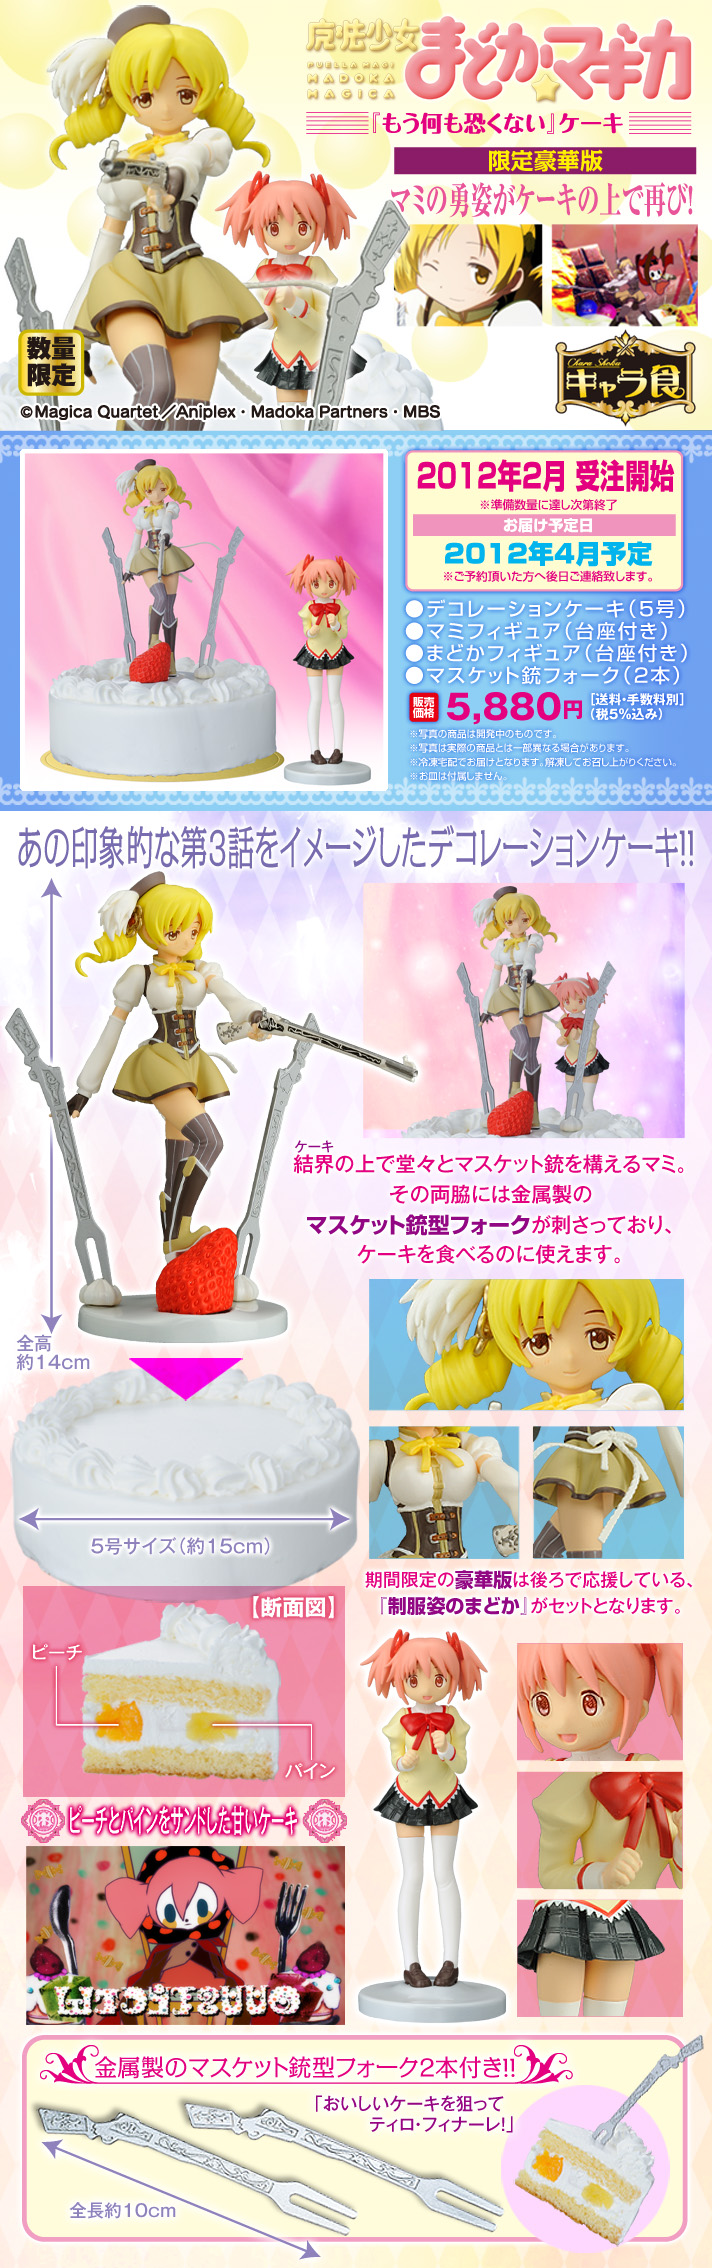 魔法少女
まどか☆マギカ
PUELLA MAGI
MADOKA
MAGICA
『もう何も恐くない』ケーキ
限定豪華版
マミの勇姿がケーキの上で再び!
数量
限定
Chara Shoku
キャラ食
©Magica Quartet／Aniplex・Madoka Partners・MBS
2012年2月 受注開始
※準備数量に達し次第終了
お届け予定日
2012年4月予定
※ご予約頂いた方へ後日ご連絡致します。
●デコレーションケーキ（5号）
●マミフィギュア（台座付き）
●まどかフィギュア（台座付き）
●マスケット銃フォーク（2本）
販売
価格
5,880円
［送料・手数料別］
（税5％込み）
※写真の商品は開発中のものです。
※写真は実際の商品とは一部異なる場合があります。
※冷凍宅配でお届けとなります。解凍してお召し上がりください。
※お皿は付属しません。
あの印象的な第3話をイメージしたデコレーションケーキ!!
ケーキ
結界の上で堂々とマスケット銃を構えるマミ。
その両脇には金属製の
マスケット銃型フォークが刺さっており、
ケーキを食べるのに使えます。
全高
約14cm
5号サイズ（約15cm）
期間限定の豪華版は後ろで応援している、
『制服姿のまどか』がセットとなります。
【断面図】
ピーチ
パイン
ピーチとパインをサンドした甘いケーキ
金属製のマスケット銃型フォーク2本付き!!
「おいしいケーキを狙って
ティロ・フィナーレ!」
全長約10cm